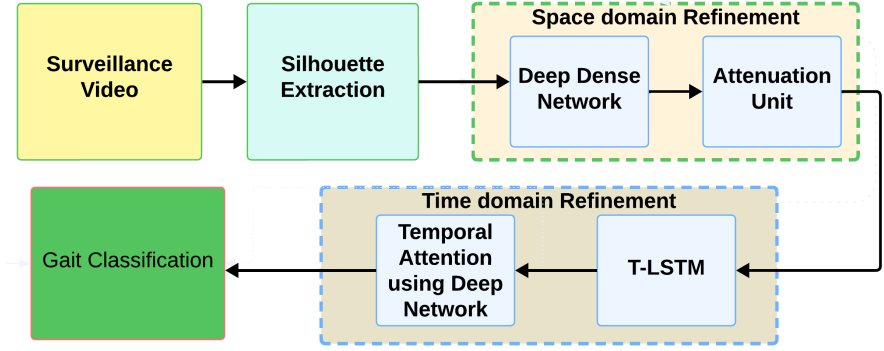 Surveillance
Video
Silhouette
Extraction
Space domain Refinement
Deep Dense
Network
Attenuation
Unit
Time domain Refinement
T-LSTM
Temporal
Attention
using Deep
Network
Gait Classification